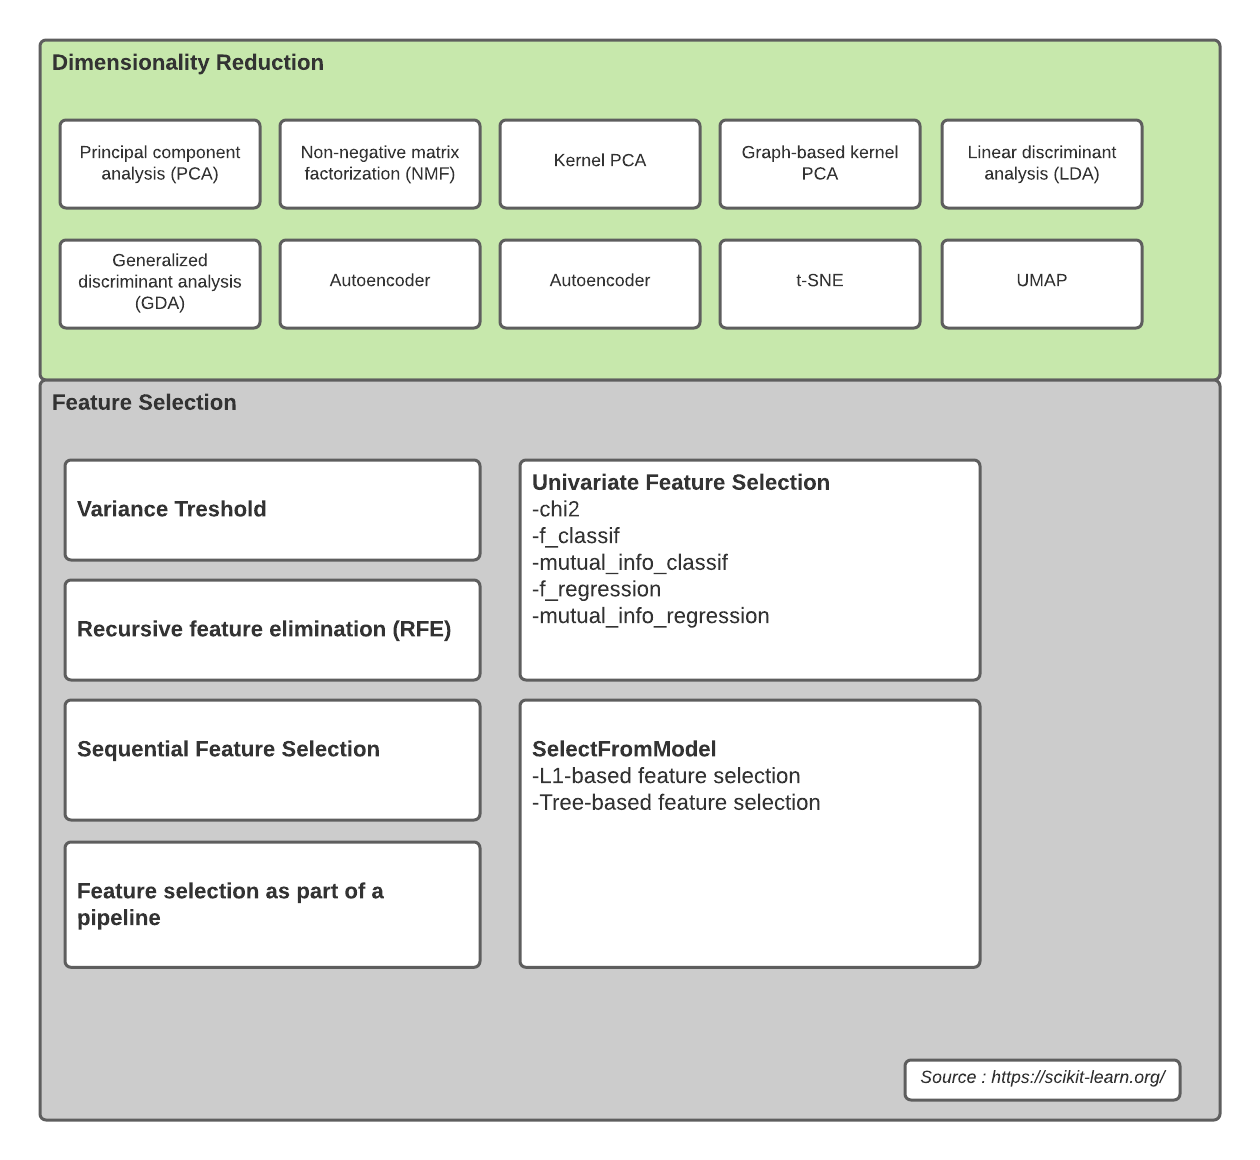 Dimensionality Reduction
Principal component
analysis (PCA)
Non-negative matrix
factorization (NMF)
Kernel PCA
Graph-based kernel
PCA
Linear discriminant
analysis (LDA)
Generalized
discriminant analysis
(GDA)
Autoencoder
Autoencoder
t-SNE
UMAP
Feature Selection
Variance Treshold
Recursive feature elimination (RFE)
Sequential Feature Selection
Feature selection as part of a
pipeline
Univariate Feature Selection
-chi2
-f_classif
-mutual_info_classif
-f_regression
-mutual_info_regression
SelectFromModel
-L1-based feature selection
-Tree-based feature selection
Source : https://scikit-learn.org/